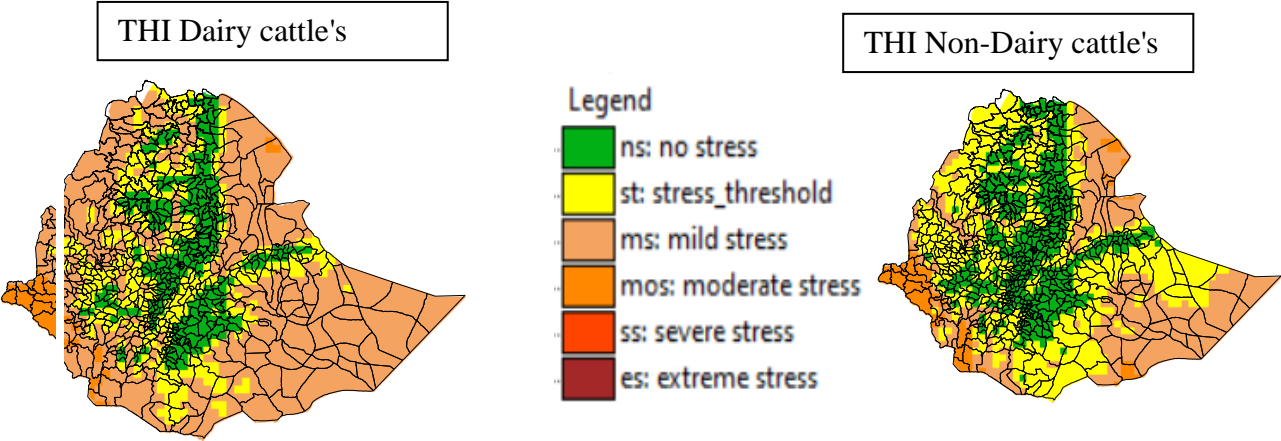 THI Dairy cattle's
THI Non-Dairy cattle's
Legend
ns: no stress
st: stress_threshold
ms: mild stress
mos: moderate stress
ss: severe stress
es: extreme stress